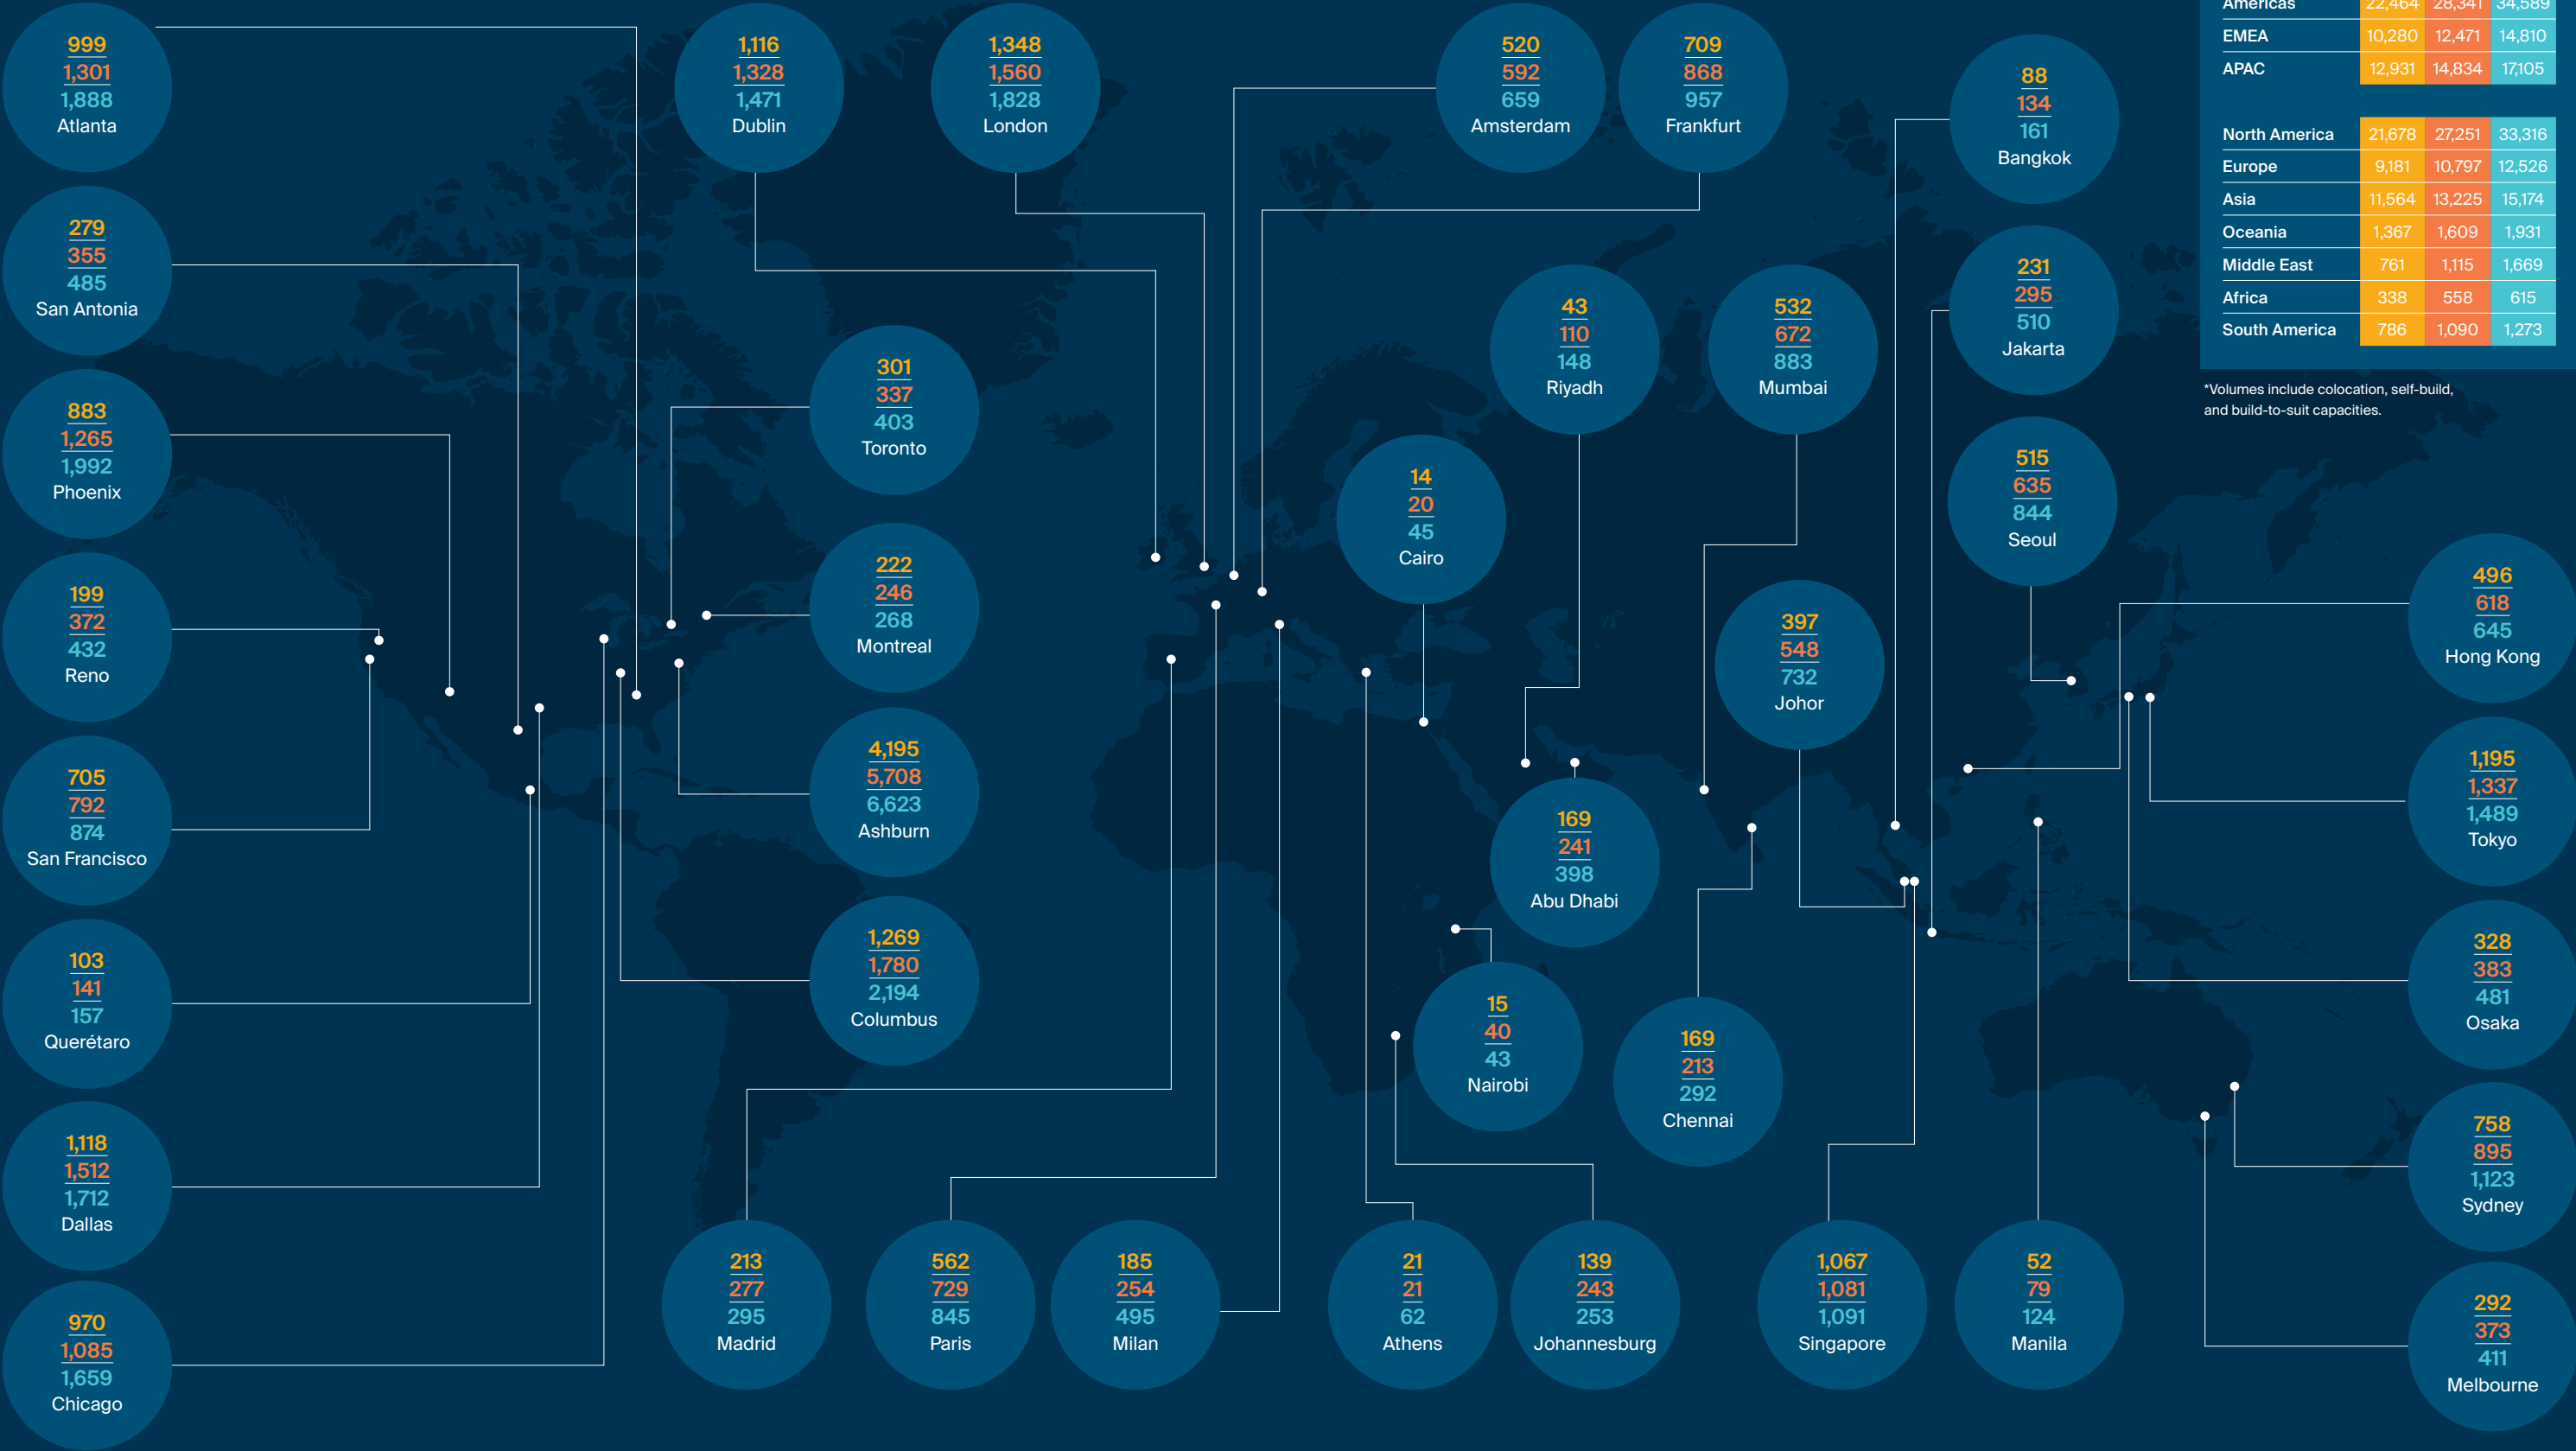 999
1,301
1,888
Atlanta
279
355
485
San Antonia
883
1,265
1,992
Phoenix
199
372
432
Reno
705
792
874
San Francisco
103
141
157
Querétaro
1,118
1,512
1,712
Dallas
970
1,085
1,659
Chicago
1,116
1,328
1,471
Dublin
1,348
1,560
1,828
London
301
337
403
Toronto
222
246
268
Montreal
4,195
5,708
6,623
Ashburn
1,269
1,780
2,194
Columbus
213
277
295
Madrid
562
729
845
Paris
185
254
495
Milan
520
592
659
Amsterdam
709
868
957
Frankfurt
43
110
148
Riyadh
532
672
883
Mumbai
14
20
45
Cairo
397
548
732
Johor
169
241
398
Abu Dhabi
15
40
43
Nairobi
169
213
292
Chennai
21
21
62
Athens
139
243
253
Johannesburg
1,067
1,081
1,091
Singapore
52
79
124
Manila
88
134
161
Bangkok
231
295
510
Jakarta
515
635
844
Seoul
Americas 22,464 28,341 34,589
EMEA 10,280 12,471 14,810
APAC 12,931 14,834 17,105
North America 21,678 27,251 33,316
Europe 9,181 10,797 12,526
Asia 11,564 13,225 15,174
Oceania 1,367 1,609 1,931
Middle East 761 1,115 1,669
Africa 338 558 615
South America 786 1,090 1,273
*Volumes include colocation, self-build,
and build-to-suit capacities.
496
618
645
Hong Kong
1,195
1,337
1,489
Tokyo
328
383
481
Osaka
758
895
1,123
Sydney
292
373
411
Melbourne